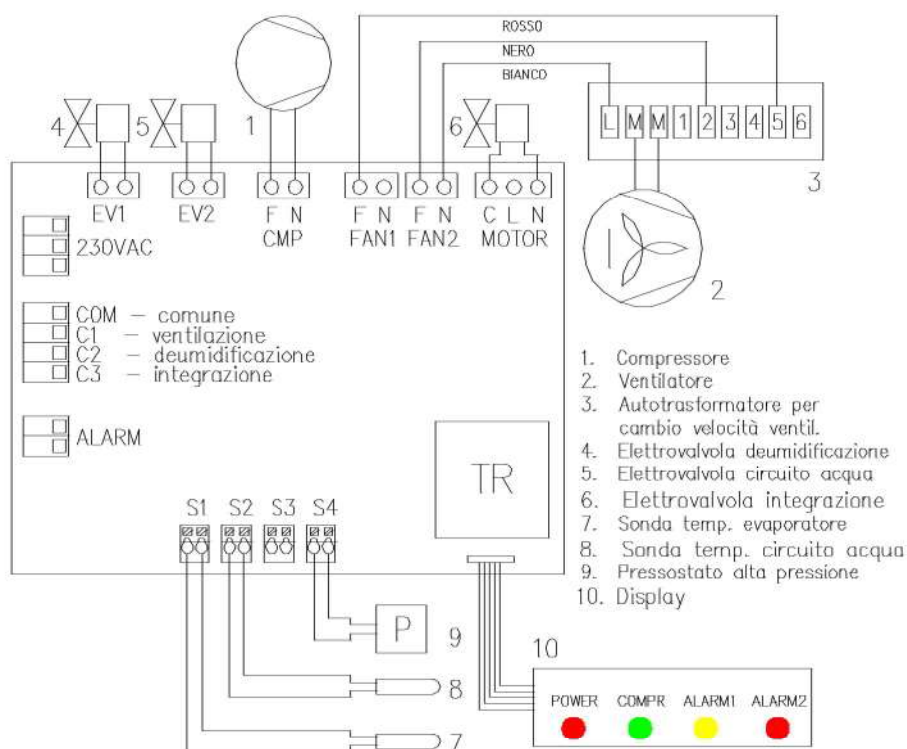 ROSSO
NERO
BIANCO
L M M 1 2 3 4 5 6
3
4
5
1
6
2
EV1
EV2
F N
CMP
F N
FAN1
F N
FAN2
C L N
MOTOR
230VAC
COM – comune
C1 – ventilazione
C2 – deumidificazione
C3 – integrazione
ALARM
TR
S1 S2 S3 S4
P
9
8
7
10
POWER COMPR ALARM1 ALARM2
1. Compressore
2. Ventilatore
3. Autotrasformatore per
cambio velocità ventil.
4. Elettrovalvola deumidificazione
5. Elettrovalvola circuito acqua
6. Elettrovalvola integrazione
7. Sonda temp. evaporatore
8. Sonda temp. circuito acqua
9. Pressostato alta pressione
10. Display